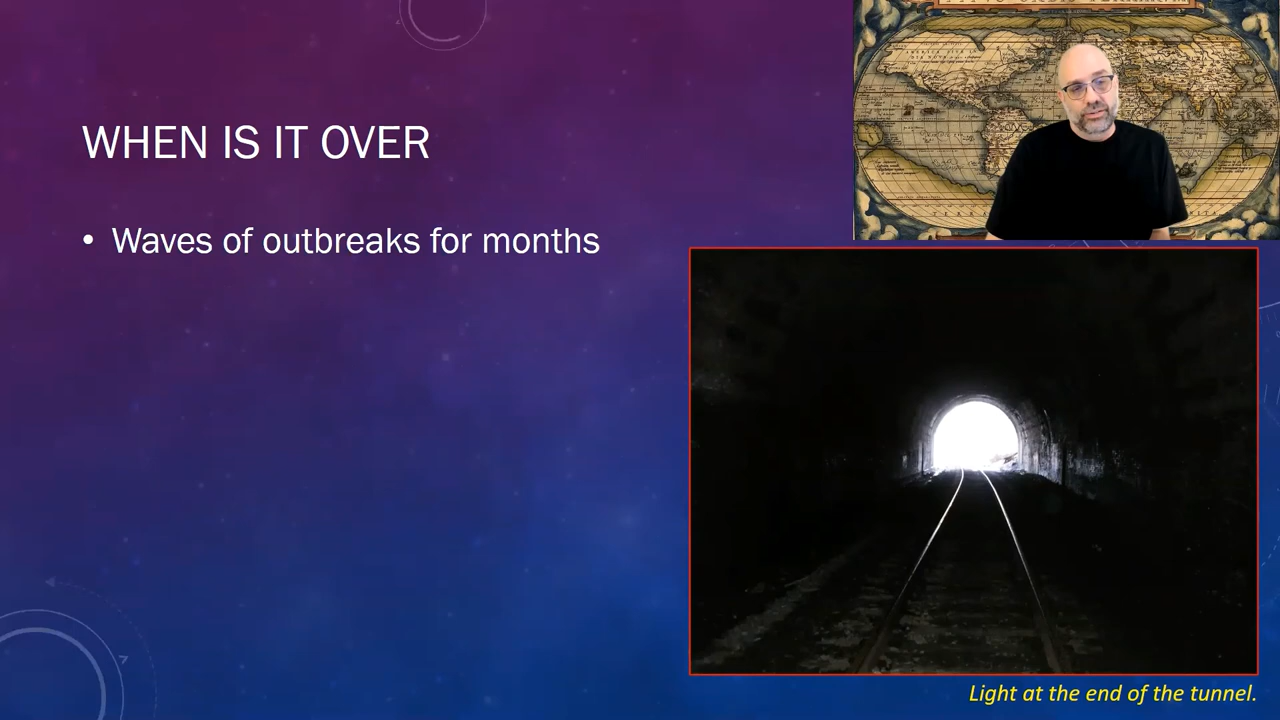 WHEN IS IT OVER
• Waves of outbreaks for months
Light at the end of the tunnel.